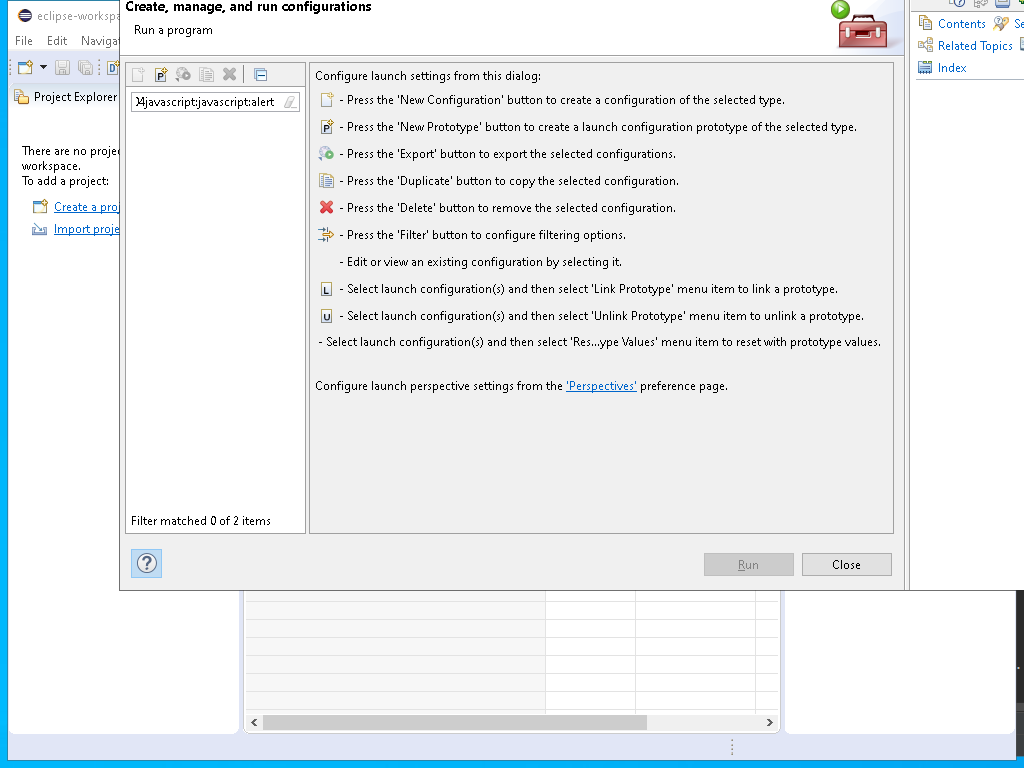 eclipse-workspa
File Edit Navigat
Project Explorer
There are no projec
workspace.
To add a project:
Create a proj
Import proje
Create, manage, and run configurations
Run a program
4javascript:javascript:alert
Filter matched 0 of 2 items
Configure launch settings from this dialog:
- Press the 'New Configuration' button to create a configuration of the selected type.
P - Press the 'New Prototype' button to create a launch configuration prototype of the selected type.
- Press the 'Export' button to export the selected configurations.
- Press the 'Duplicate' button to copy the selected configuration.
- Press the 'Delete' button to remove the selected configuration.
- Press the 'Filter' button to configure filtering options.
- Edit or view an existing configuration by selecting it.
L - Select launch configuration(s) and then select 'Link Prototype' menu item to link a prototype.
U - Select launch configuration(s) and then select 'Unlink Prototype' menu item to unlink a prototype.
- Select launch configuration(s) and then select 'Res...ype Values' menu item to reset with prototype values.
Configure launch perspective settings from the 'Perspectives' preference page.
?
Run
Close
Contents Se
Related Topics
Index